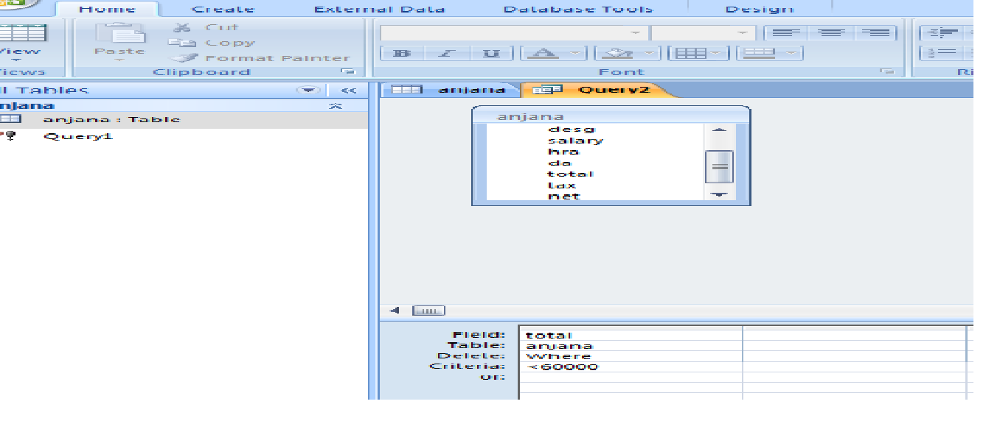 Home Create External Data Database Tools Design
View
Paste
Cut
Copy
Format Painter
Views Clipboard Font Ri
ll Tables
njana
anjana : Table
Query1
anjana Query2
anjana
desg
salary
hra
da
total
tax
net
Field: total
Table: anjana
Delete: Where
Criteria: <60000
or: